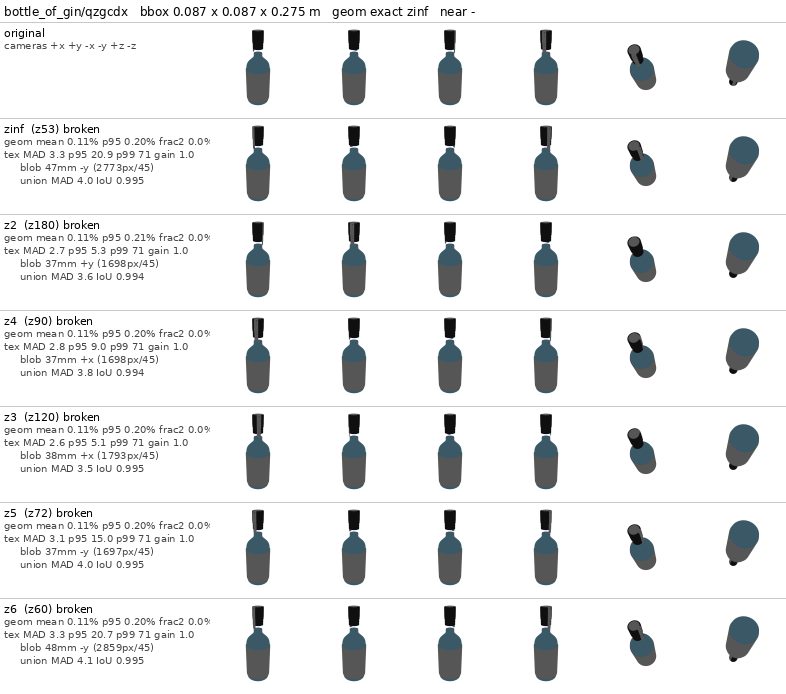 bottle_of_gin/qzgcdx bbox 0.087 x 0.087 x 0.275 m geom exact zinf near -
original
cameras +x +y -x -y +z -z
zinf (z53) broken
geom mean 0.11% p95 0.20% frac2 0.0%
tex MAD 3.3 p95 20.9 p99 71 gain 1.0
blob 47mm -y (2773px/45)
union MAD 4.0 IoU 0.995
z2 (z180) broken
geom mean 0.11% p95 0.21% frac2 0.0%
tex MAD 2.7 p95 5.3 p99 71 gain 1.0
blob 37mm +y (1698px/45)
union MAD 3.6 IoU 0.994
z4 (z90) broken
geom mean 0.11% p95 0.20% frac2 0.0%
tex MAD 2.8 p95 9.0 p99 71 gain 1.0
blob 37mm +x (1698px/45)
union MAD 3.8 IoU 0.994
z3 (z120) broken
geom mean 0.11% p95 0.20% frac2 0.0%
tex MAD 2.6 p95 5.1 p99 71 gain 1.0
blob 38mm +x (1793px/45)
union MAD 3.5 IoU 0.995
z5 (z72) broken
geom mean 0.11% p95 0.20% frac2 0.0%
tex MAD 3.1 p95 15.0 p99 71 gain 1.0
blob 37mm -y (1697px/45)
union MAD 4.0 IoU 0.995
z6 (z60) broken
geom mean 0.11% p95 0.20% frac2 0.0%
tex MAD 3.3 p95 20.7 p99 71 gain 1.0
blob 48mm -y (2859px/45)
union MAD 4.1 IoU 0.995